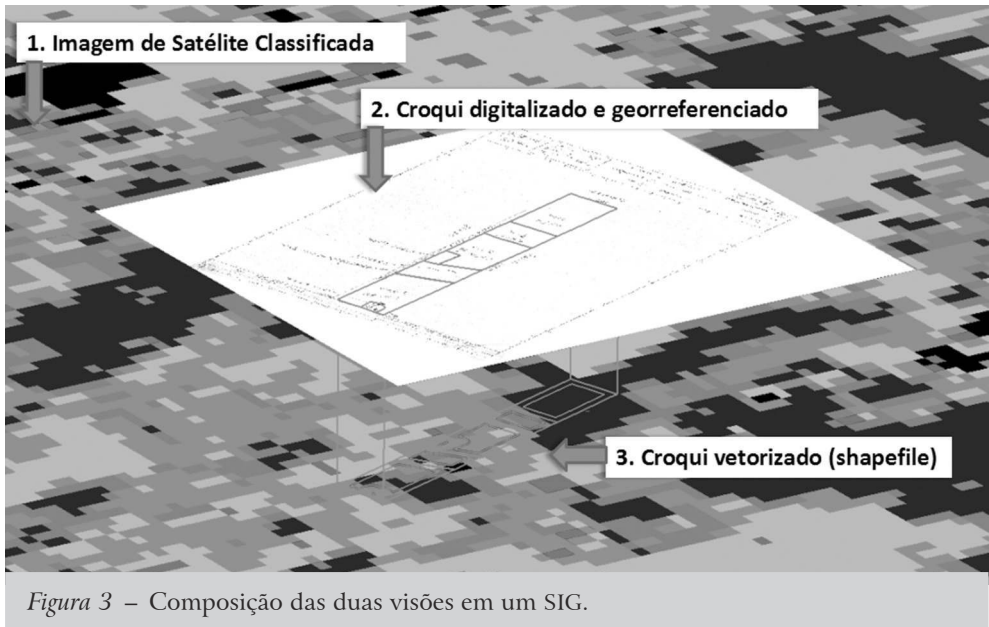 1. Imagem de Satélite Classificada
2. Croqui digitalizado e georreferenciado
3. Croqui vetorizado (shapefile)
Figura 3 – Composição das duas visões em um SIG.